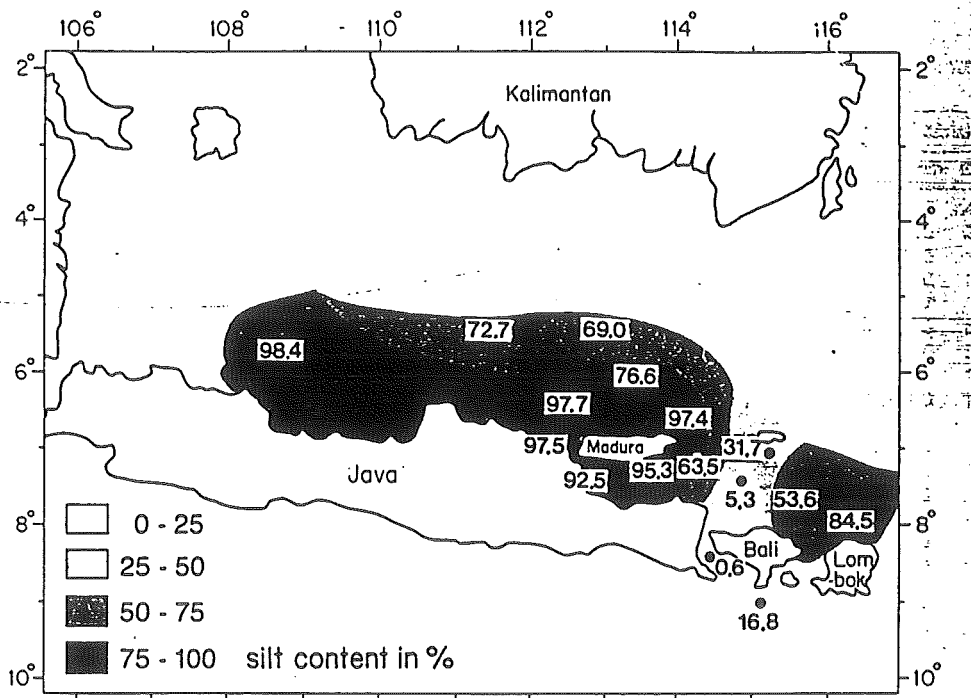 106° 108° 110° 112° 114° 116°
2° 2°
Kalimantan
4° 4°
72.7 69.0
98.4
6° 76.6 6°
97.7
97.4
97.5 Madura 31.7
95.3 63.5
Java 92.5
5.3 53.6
84.5
8° 8°
0 - 25
Bali
0.6 Lom
25 - 50 -bok
50 - 75
16.8
75 - 100 silt content in %
10° 10°